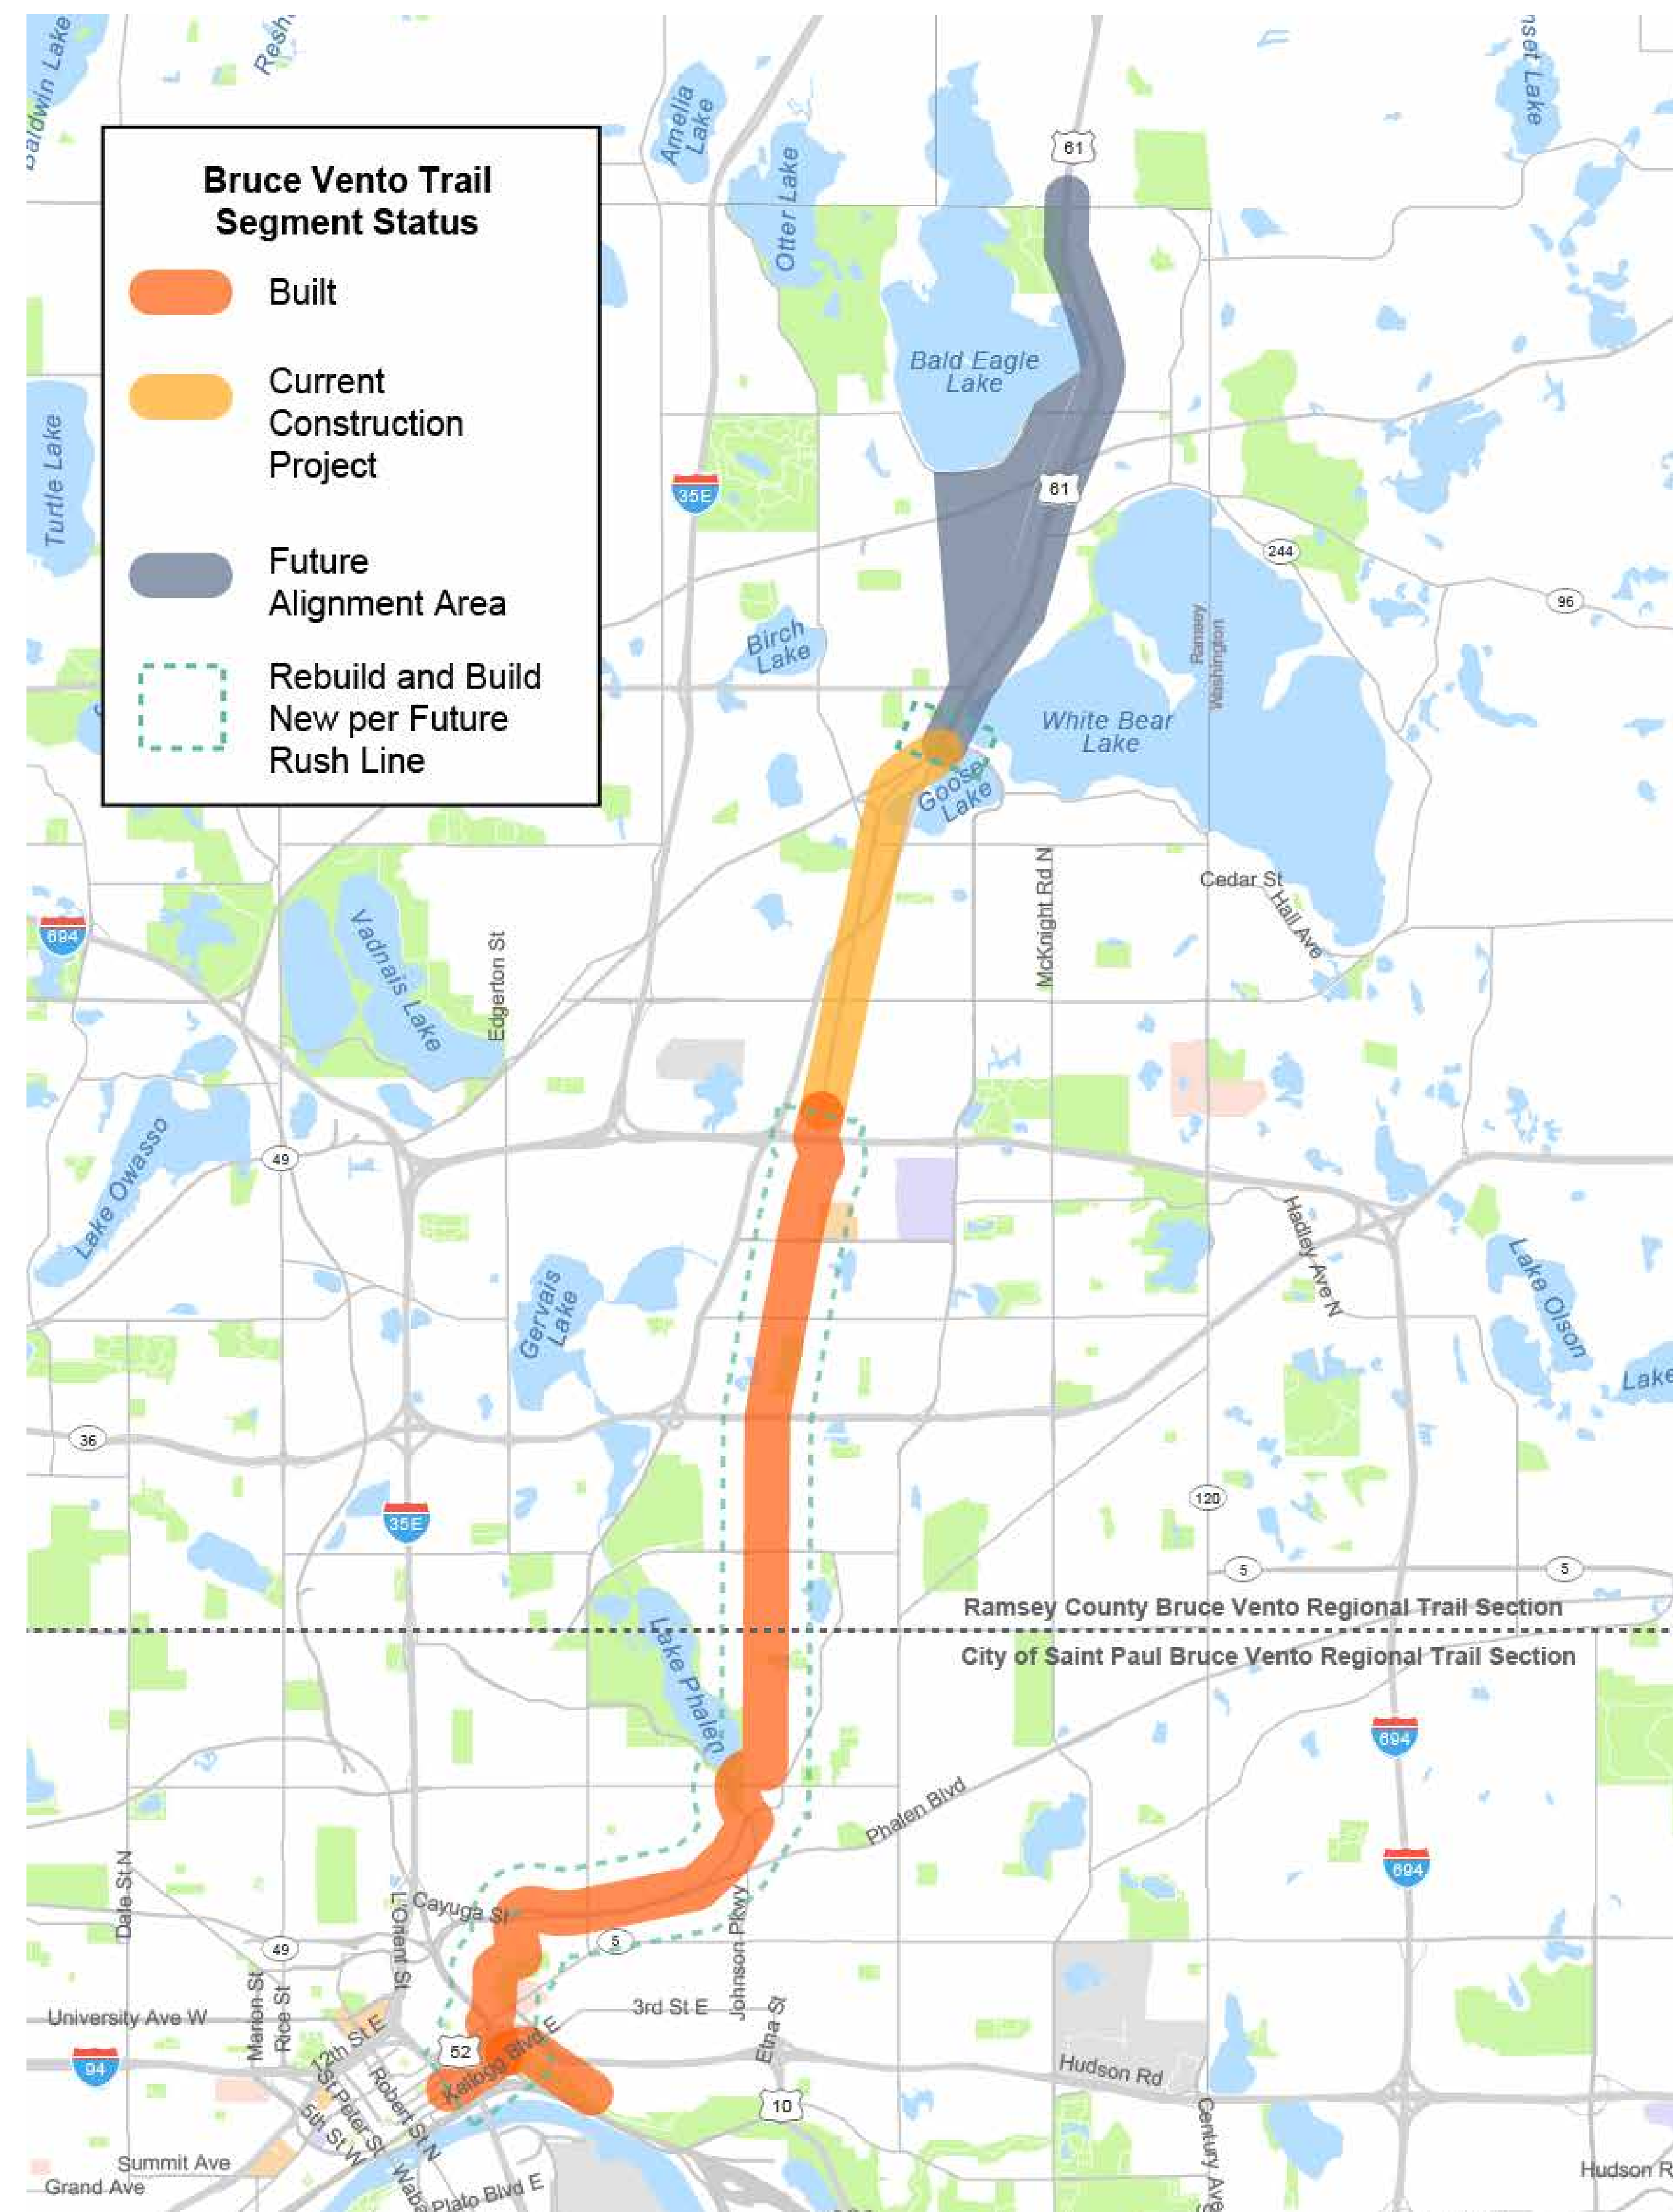 Baldwin Lake
Amelia
Lake
Otter Lake
61
Bruce Vento Trail
Segment Status
Built
Current
Construction
Project
Future
Alignment Area
Rebuild and Build
New per Future
Rush Line
Bald Eagle
Lake
Turtle Lake
35E
61
244
96
Birch
Lake
Ramsey
Washington
White Bear
Lake
Goose
Lake
McKnight Rd N
Cedar St
Hall Ave
694
Vadnais Lake
Edgerton St
Lake Owasso
49
Hadley Ave N
Lake Olson
Lake
Gervais
Lake
36
35E
120
5
5
Ramsey County Bruce Vento Regional Trail Section
City of Saint Paul Bruce Vento Regional Trail Section
Lake Phalen
694
Phalen Blvd
694
Dale St N
L'Orient St
Cayuga St
Johnson Pkwy
49
5
Marion St
Rice St
University Ave W
3rd St E
Etna St
12th St E
52
Kellogg Blvd E
94
Hudson Rd
St Peter St
Robert St N
10
5th St W
Century Ave
Summit Ave
Grand Ave
Plato Blvd E
Hudson R